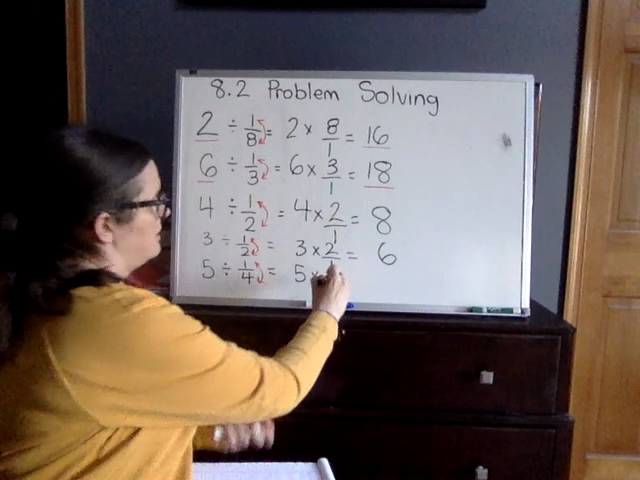 8.2 Problem Solving
2 ÷ 1/8 = 2 × 8/1 = 16
6 ÷ 1/3 = 6 × 3/1 = 18
4 ÷ 1/2 = 4 × 2/1 = 8
3 ÷ 1/2 = 3 × 2/1 = 6
5 ÷ 1/4 = 5 ×